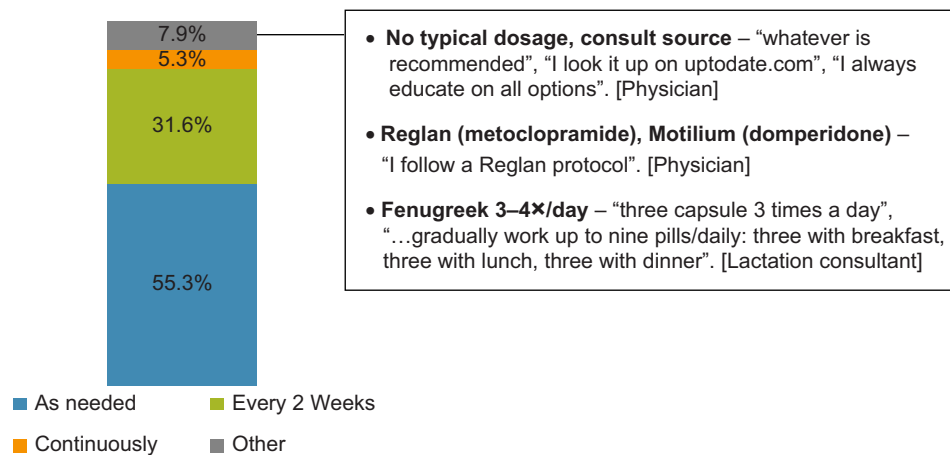 7.9%
5.3%
31.6%
55.3%
• No typical dosage, consult source – “whatever is
recommended”, “I look it up on uptodate.com”, “I always
educate on all options”. [Physician]
• Reglan (metoclopramide), Motilium (domperidone) –
“I follow a Reglan protocol”. [Physician]
• Fenugreek 3–4×/day – “three capsule 3 times a day”,
“…gradually work up to nine pills/daily: three with breakfast,
three with lunch, three with dinner”. [Lactation consultant]
As needed
Every 2 Weeks
Continuously
Other